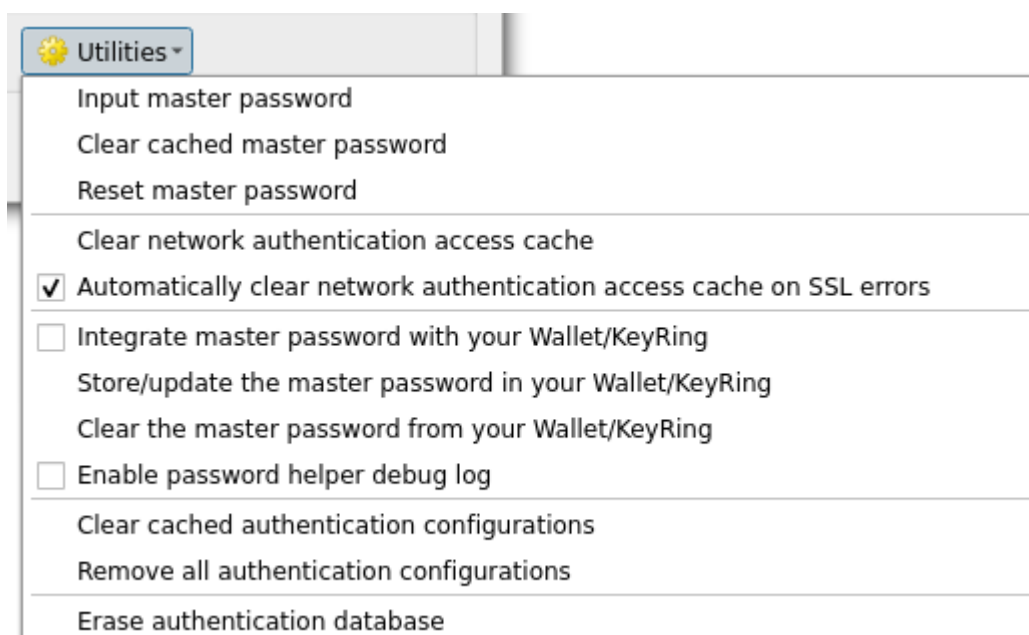 Utilities
Input master password
Clear cached master password
Reset master password
Clear network authentication access cache
Automatically clear network authentication access cache on SSL errors
Integrate master password with your Wallet/KeyRing
Store/update the master password in your Wallet/KeyRing
Clear the master password from your Wallet/KeyRing
Enable password helper debug log
Clear cached authentication configurations
Remove all authentication configurations
Erase authentication database